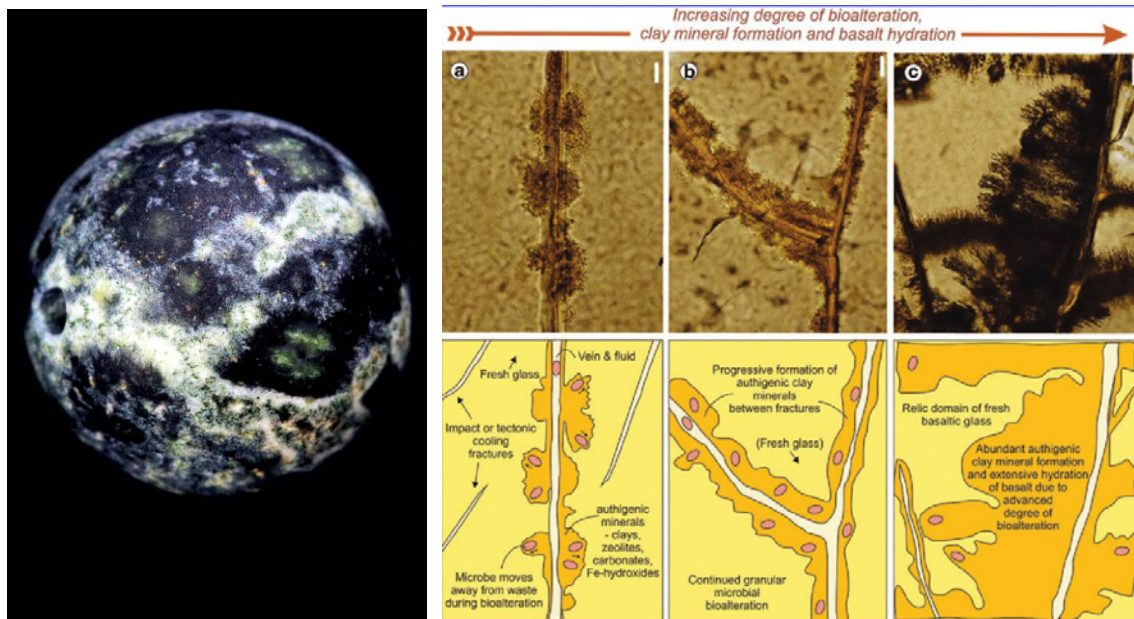 Increasing degree of bioalteration,
clay mineral formation and basalt hydration
a
b
c
Fresh glass
Vein & fluid
Impact or tectonic
cooling
fractures
authigenic
minerals
- clays,
zeolites,
carbonates,
Fe-hydroxides
Microbe moves
away from waste
during bioalteration
Progressive formation of
authigenic clay
minerals
between fractures
(Fresh glass)
Continued granular
microbial
bioalteration
Relic domain of fresh
basaltic glass
Abundant authigenic
clay mineral formation
and extensive hydration
of basalt due to
advanced
degree of
bioalteration